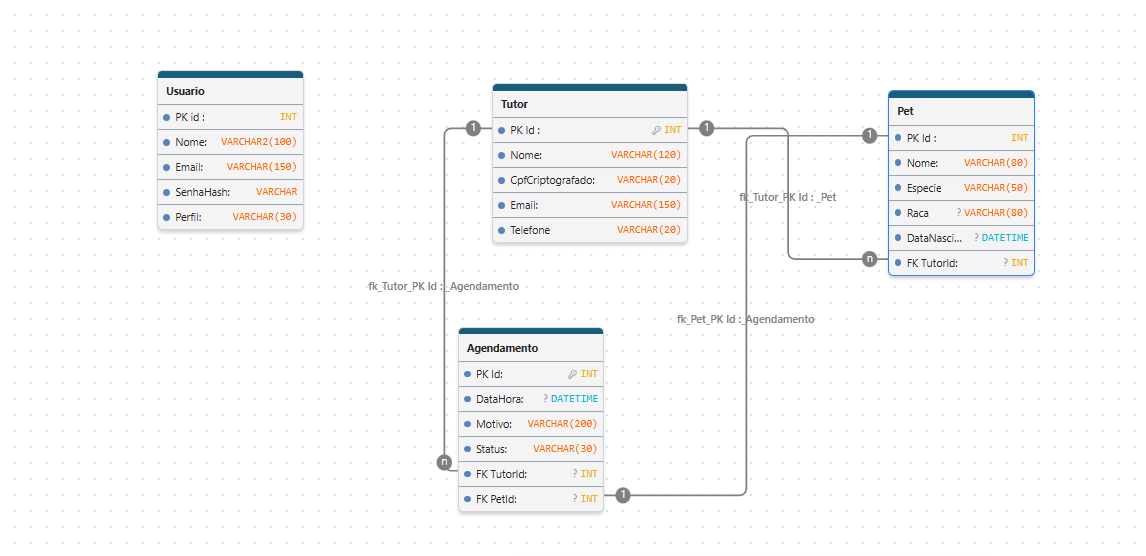 Usuario
PK id : INT
Nome: VARCHAR2(100)
Email: VARCHAR(150)
SenhaHash: VARCHAR
Perfil: VARCHAR(30)
Tutor
PK Id : INT
Nome: VARCHAR(120)
CpfCriptografado: VARCHAR(20)
Email: VARCHAR(150)
Telefone VARCHAR(20)
Pet
PK Id : INT
Nome: VARCHAR(80)
Especie VARCHAR(50)
Raca ? VARCHAR(80)
DataNasci... ? DATETIME
FK TutorId: ? INT
1
1
1
n
fk_Tutor_PK Id : _Pet
fk_Tutor_PK Id : _Agendamento
fk_Pet_PK Id : _Agendamento
Agendamento
PK Id: INT
DataHora: ? DATETIME
Motivo: VARCHAR(200)
Status: VARCHAR(30)
FK TutorId: ? INT
FK PetId: ? INT
n
1